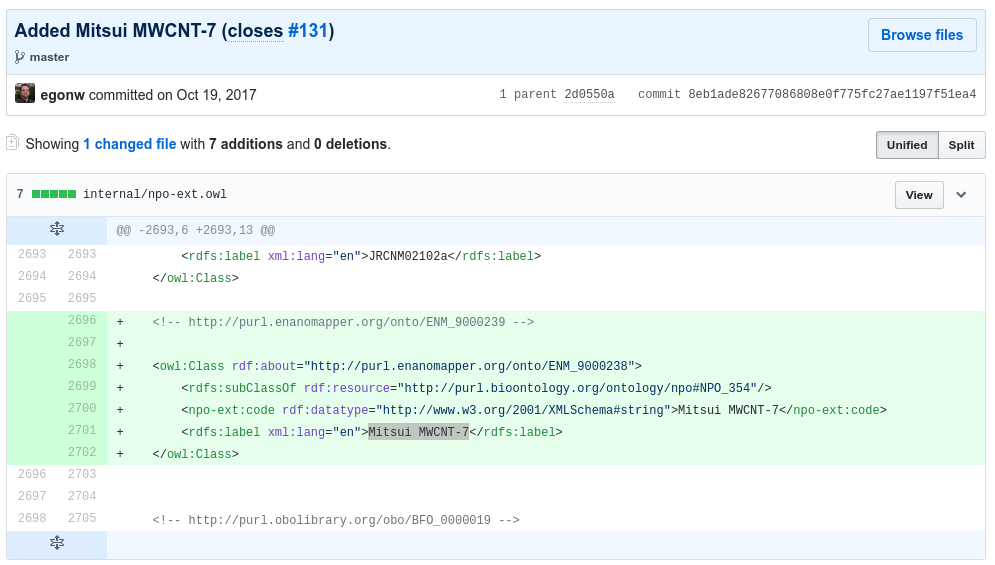 Added Mitsui MWCNT-7 (closes #131)
Browse files
master
egonw committed on Oct 19, 2017
1 parent 2d0550a commit 8eb1ade82677086808e0f775fc27ae1197f51ea4
Showing 1 changed file with 7 additions and 0 deletions.
Unified Split
7 internal/npo-ext.owl
View
@@ -2693,6 +2693,13 @@
2693 2693 <rdfs:label xml:lang="en">JRCNM02102a</rdfs:label>
2694 2694 </owl:Class>
2695 2695
2696 + <!-- http://purl.enanomapper.org/onto/ENM_9000239 -->
2697 +
2698 + <owl:Class rdf:about="http://purl.enanomapper.org/onto/ENM_9000238">
2699 + <rdfs:subClassOf rdf:resource="http://purl.bioontology.org/ontology/npo#NPO_354"/>
2700 + <npo-ext:code rdf:datatype="http://www.w3.org/2001/XMLSchema#string">Mitsui MWCNT-7</npo-ext:code>
2701 + <rdfs:label xml:lang="en">Mitsui MWCNT-7</rdfs:label>
2702 + </owl:Class>
2696 2703
2697 2704
2698 2705 <!-- http://purl.obolibrary.org/obo/BFO_0000019 -->